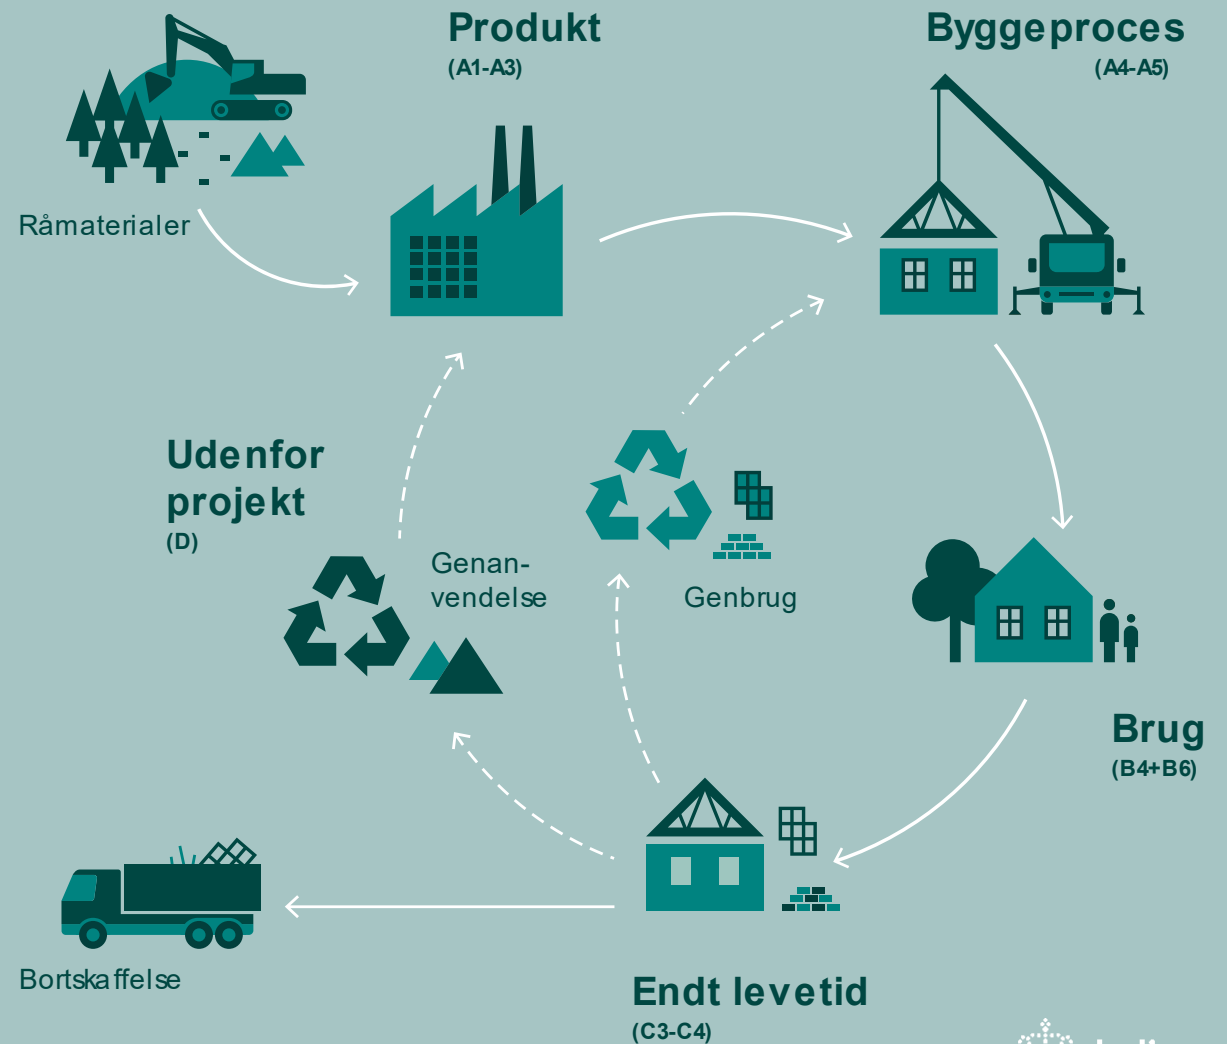 Produkt
(A1-A3)
Byggeproces
(A4-A5)
Råmaterialer
Udenfor
projekt
(D)
Genan-
vendelse
Genbrug
Brug
(B4+B6)
Bortskaffelse
Endt levetid
(C3-C4)